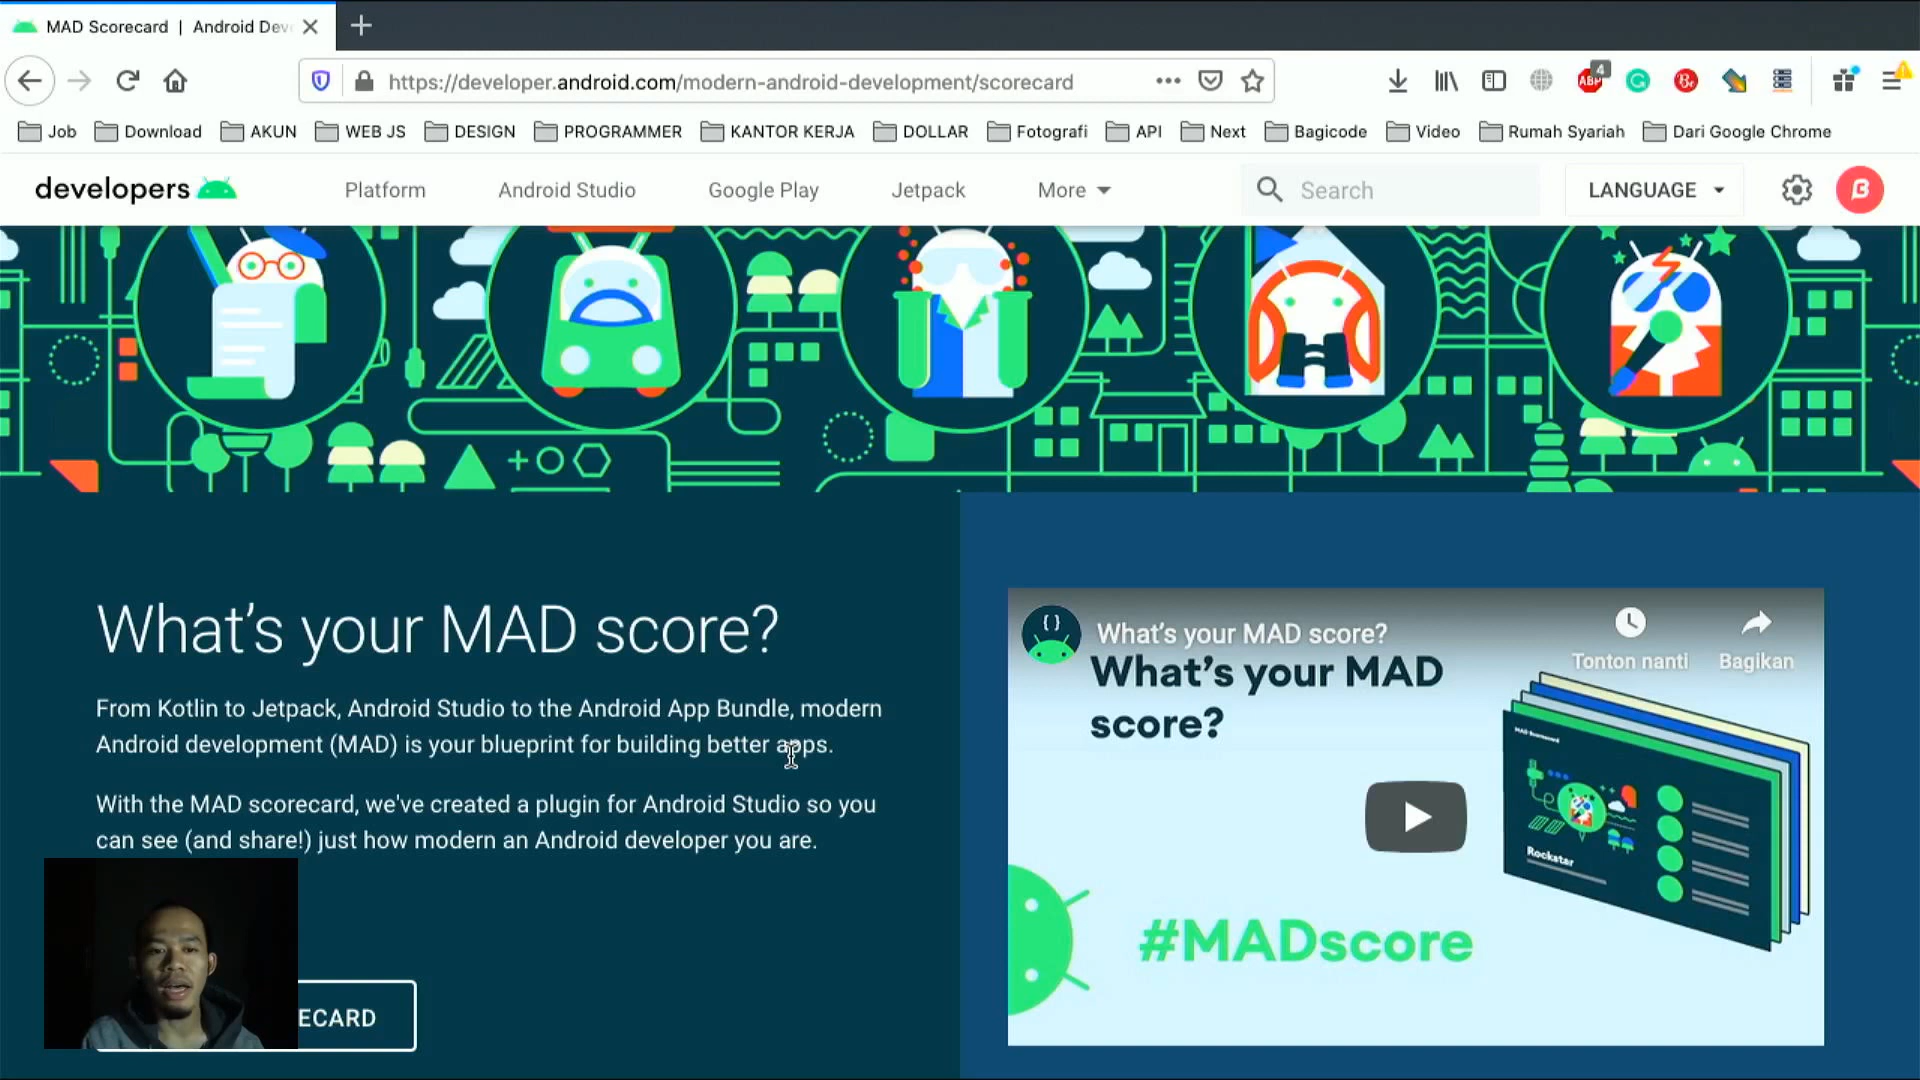 MAD Scorecard | Android Dev
https://developer.android.com/modern-android-development/scorecard
ABP
4
Job
Download
AKUN
WEB JS
DESIGN
PROGRAMMER
KANTOR KERJA
DOLLAR
Fotografi
API
Next
Bagicode
Video
Rumah Syariah
Dari Google Chrome
developers
Platform
Android Studio
Google Play
Jetpack
More
Search
LANGUAGE
What's your MAD score?
From Kotlin to Jetpack, Android Studio to the Android App Bundle, modern
Android development (MAD) is your blueprint for building better apps.
With the MAD scorecard, we've created a plugin for Android Studio so you
can see (and share!) just how modern an Android developer you are.
ECARD
What's your MAD score?
Tonton nanti
Bagikan
What's your MAD
score?
MAD Scorecard
Rockstar
#MADscore